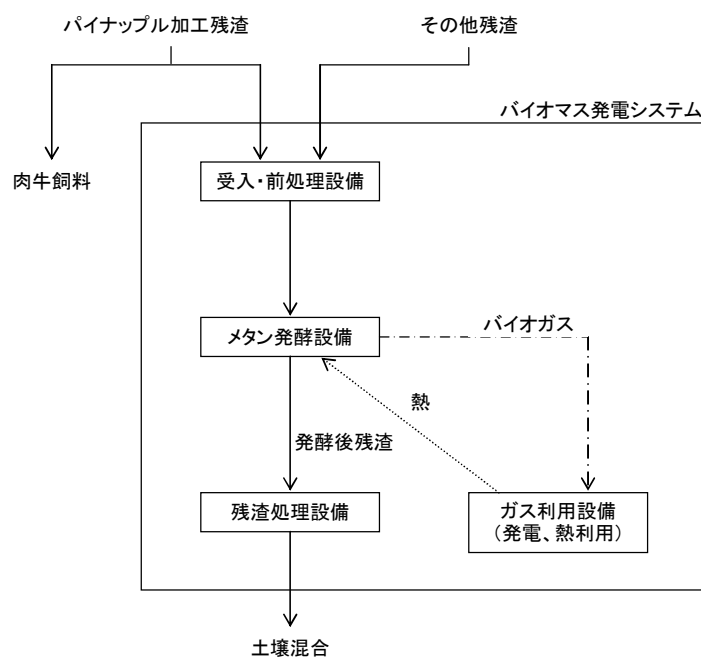 パイナップル加工残渣
その他残渣
バイオマス発電システム
肉牛飼料
受入・前処理設備
メタン発酵設備
バイオガス
熱
発酵後残渣
残渣処理設備
ガス利用設備
（発電、熱利用）
土壌混合